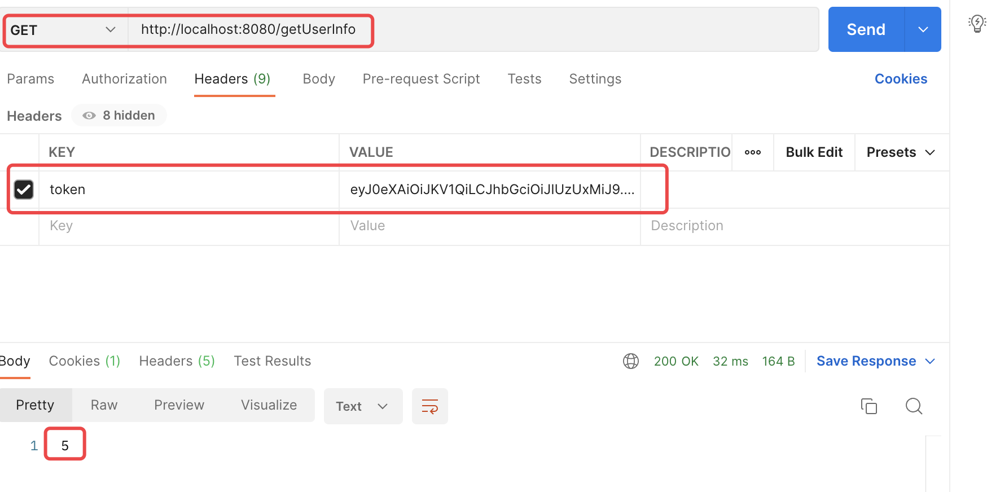 GET http://localhost:8080/getUserInfo Send
Params Authorization Headers (9) Body Pre-request Script Tests Settings Cookies
Headers 8 hidden
KEY VALUE DESCRIPTIO Bulk Edit Presets
token eyJ0eXAiOiJKV1QiLCJhbGciOiJIUzUxMiJ9....
Key Value Description
Body Cookies (1) Headers (5) Test Results 200 OK 32 ms 164 B Save Response
Pretty Raw Preview Visualize Text
1 5